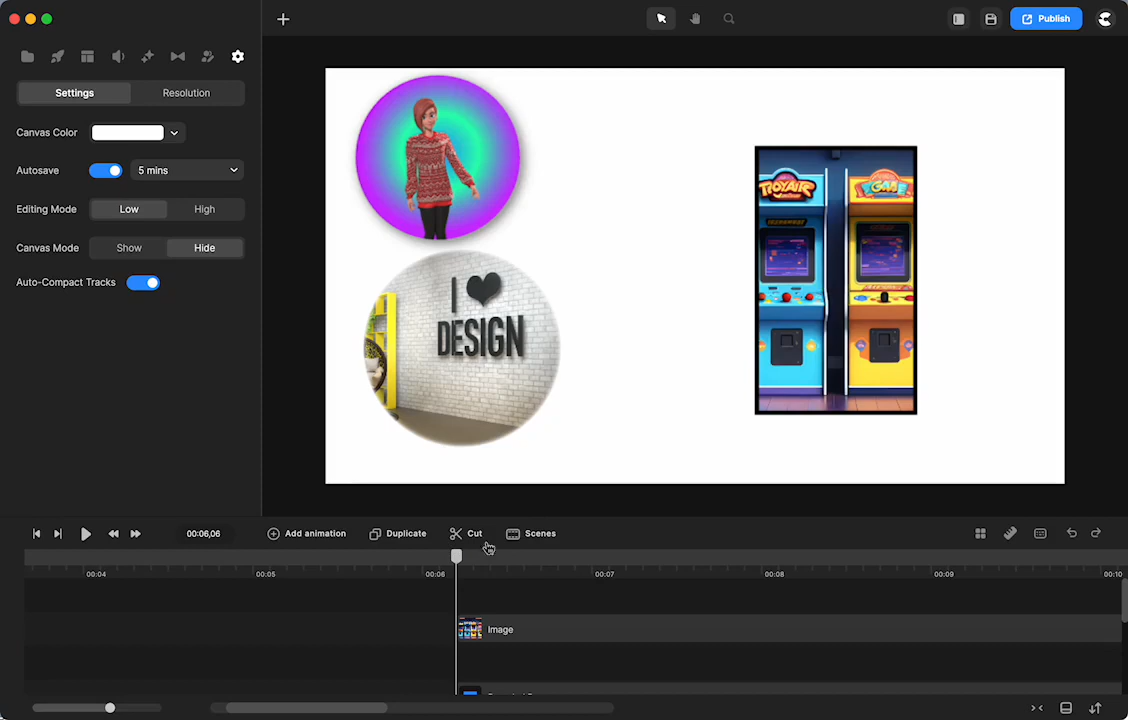 Publish
Settings
Resolution
Canvas Color
Autosave
5 mins
Editing Mode
Low
High
Canvas Mode
Show
Hide
Auto-Compact Tracks
I
DESIGN
TROYAIR
GAME
00:06,06
Add animation
Duplicate
Cut
Scenes
00:04
00:05
00:06
00:07
00:08
00:09
00:10
Image